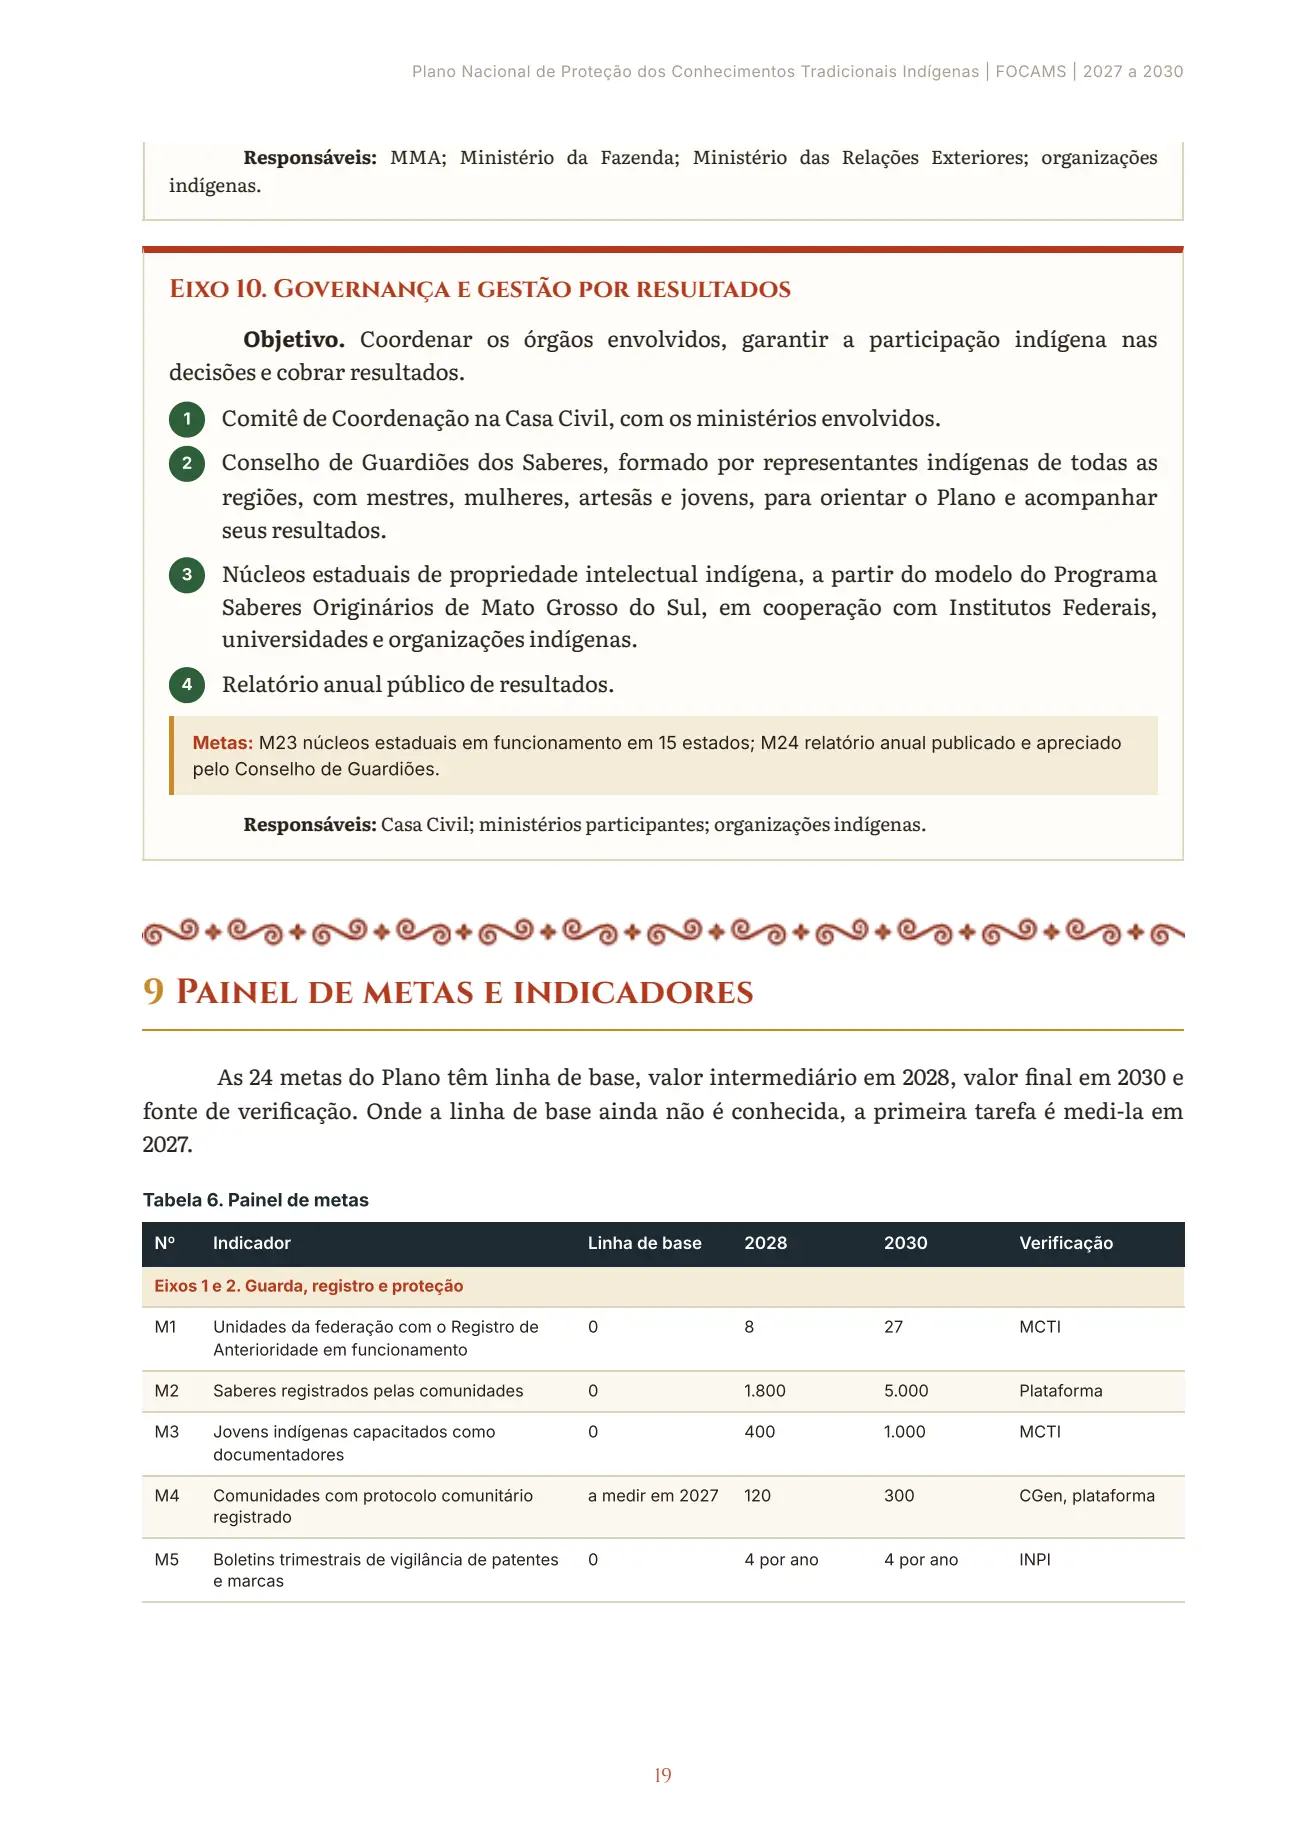 Plano Nacional de Proteção dos Conhecimentos Tradicionais Indígenas | FOCAMS | 2027 a 2030
Responsáveis: MMA; Ministério da Fazenda; Ministério das Relações Exteriores; organizações
indígenas.
Eixo 10. Governança e gestão por resultados
Objetivo. Coordenar os órgãos envolvidos, garantir a participação indígena nas
decisões e cobrar resultados.
1 Comitê de Coordenação na Casa Civil, com os ministérios envolvidos.
2 Conselho de Guardiões dos Saberes, formado por representantes indígenas de todas as
regiões, com mestres, mulheres, artesãs e jovens, para orientar o Plano e acompanhar
seus resultados.
3 Núcleos estaduais de propriedade intelectual indígena, a partir do modelo do Programa
Saberes Originários de Mato Grosso do Sul, em cooperação com Institutos Federais,
universidades e organizações indígenas.
4 Relatório anual público de resultados.
Metas: M23 núcleos estaduais em funcionamento em 15 estados; M24 relatório anual publicado e apreciado
pelo Conselho de Guardiões.
Responsáveis: Casa Civil; ministérios participantes; organizações indígenas.
9 Painel de metas e indicadores
As 24 metas do Plano têm linha de base, valor intermediário em 2028, valor final em 2030 e
fonte de verificação. Onde a linha de base ainda não é conhecida, a primeira tarefa é medi-la em
2027.
Tabela 6. Painel de metas
Nº Indicador Linha de base 2028 2030 Verificação
Eixos 1 e 2. Guarda, registro e proteção
M1 Unidades da federação com o Registro de 0 8 27 MCTI
Anterioridade em funcionamento
M2 Saberes registrados pelas comunidades 0 1.800 5.000 Plataforma
M3 Jovens indígenas capacitados como 0 400 1.000 MCTI
documentadores
M4 Comunidades com protocolo comunitário a medir em 2027 120 300 CGen, plataforma
registrado
M5 Boletins trimestrais de vigilância de patentes 0 4 por ano 4 por ano INPI
e marcas
19